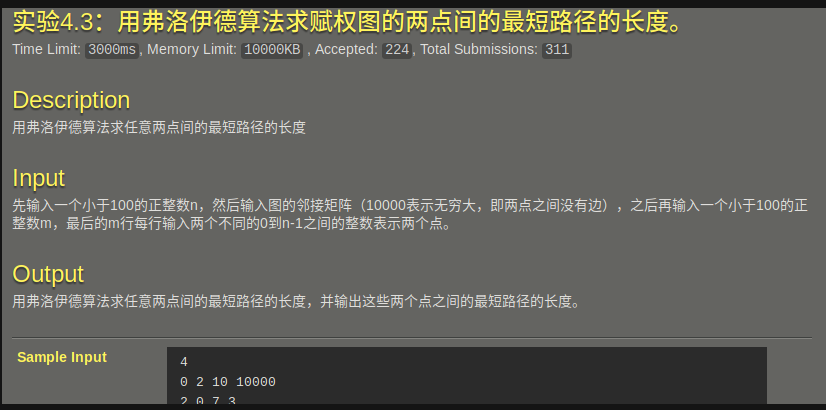 实验4.3：用弗洛伊德算法求赋权图的两点间的最短路径的长度。
Time Limit: 3000ms, Memory Limit: 10000KB , Accepted: 224, Total Submissions: 311
Description
用弗洛伊德算法求任意两点间的最短路径的长度
Input
先输入一个小于100的正整数n，然后输入图的邻接矩阵（10000表示无穷大，即两点之间没有边），之后再输入一个小于100的正
整数m，最后的m行每行输入两个不同的0到n-1之间的整数表示两个点。
Output
用弗洛伊德算法求任意两点间的最短路径的长度，并输出这些两个点之间的最短路径的长度。
Sample Input
4
0 2 10 10000
2 0 7 3